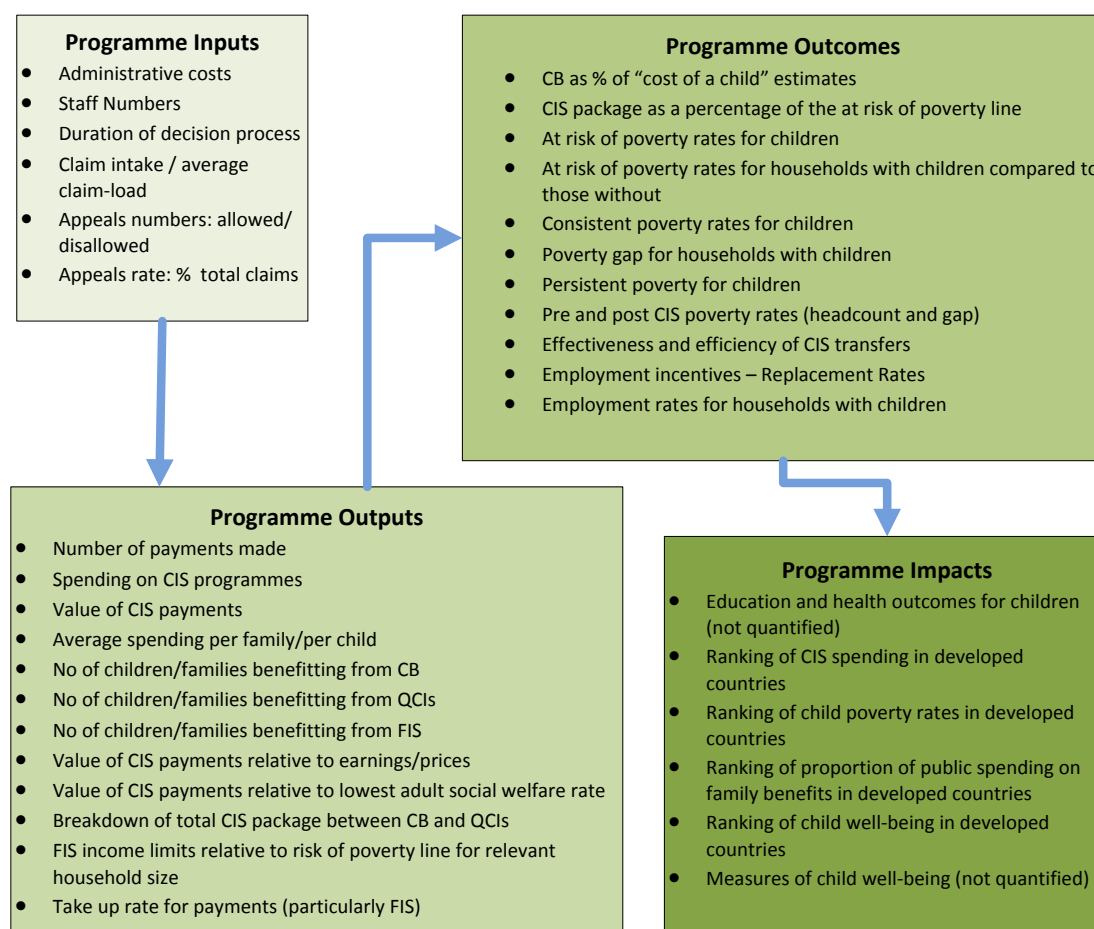 Programme Inputs
• Administrative costs
• Staff Numbers
• Duration of decision process
• Claim intake / average
claim-load
• Appeals numbers: allowed/
disallowed
• Appeals rate: % total claims
Programme Outcomes
• CB as % of “cost of a child” estimates
• CIS package as a percentage of the at risk of poverty line
• At risk of poverty rates for children
• At risk of poverty rates for households with children compared to
those without
• Consistent poverty rates for children
• Poverty gap for households with children
• Persistent poverty for children
• Pre and post CIS poverty rates (headcount and gap)
• Effectiveness and efficiency of CIS transfers
• Employment incentives – Replacement Rates
• Employment rates for households with children
Programme Outputs
• Number of payments made
• Spending on CIS programmes
• Value of CIS payments
• Average spending per family/per child
• No of children/families benefitting from CB
• No of children/families benefitting from QCIs
• No of children/families benefitting from FIS
• Value of CIS payments relative to earnings/prices
• Value of CIS payments relative to lowest adult social welfare rate
• Breakdown of total CIS package between CB and QCIs
• FIS income limits relative to risk of poverty line for relevant
household size
• Take up rate for payments (particularly FIS)
Programme Impacts
• Education and health outcomes for children
(not quantified)
• Ranking of CIS spending in developed
countries
• Ranking of child poverty rates in developed
countries
• Ranking of proportion of public spending on
family benefits in developed countries
• Ranking of child well-being in developed
countries
• Measures of child well-being (not quantified)